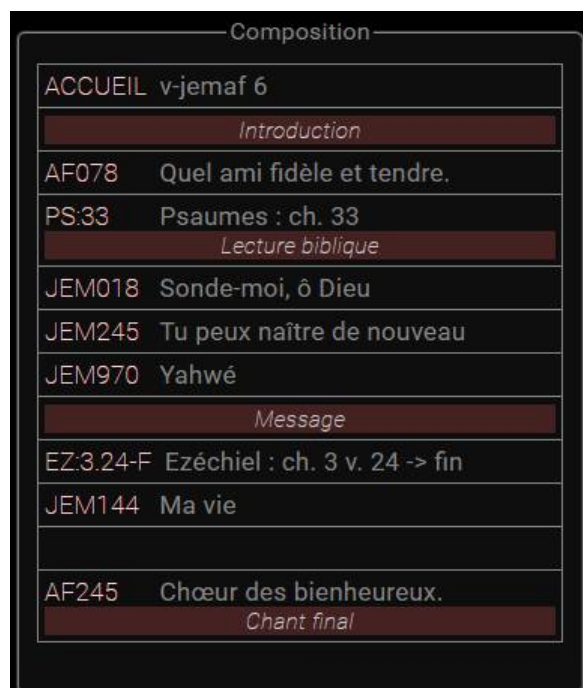 Composition
ACCUEIL v-jemaf 6
Introduction
AF078 Quel ami fidèle et tendre.
PS:33 Psaumes : ch. 33
Lecture biblique
JEM018 Sonde-moi, ô Dieu
JEM245 Tu peux naître de nouveau
JEM970 Yahwé
Message
EZ:3.24-F Ezéchiel : ch. 3 v. 24 -> fin
JEM144 Ma vie
AF245 Chœur des bienheureux.
Chant final